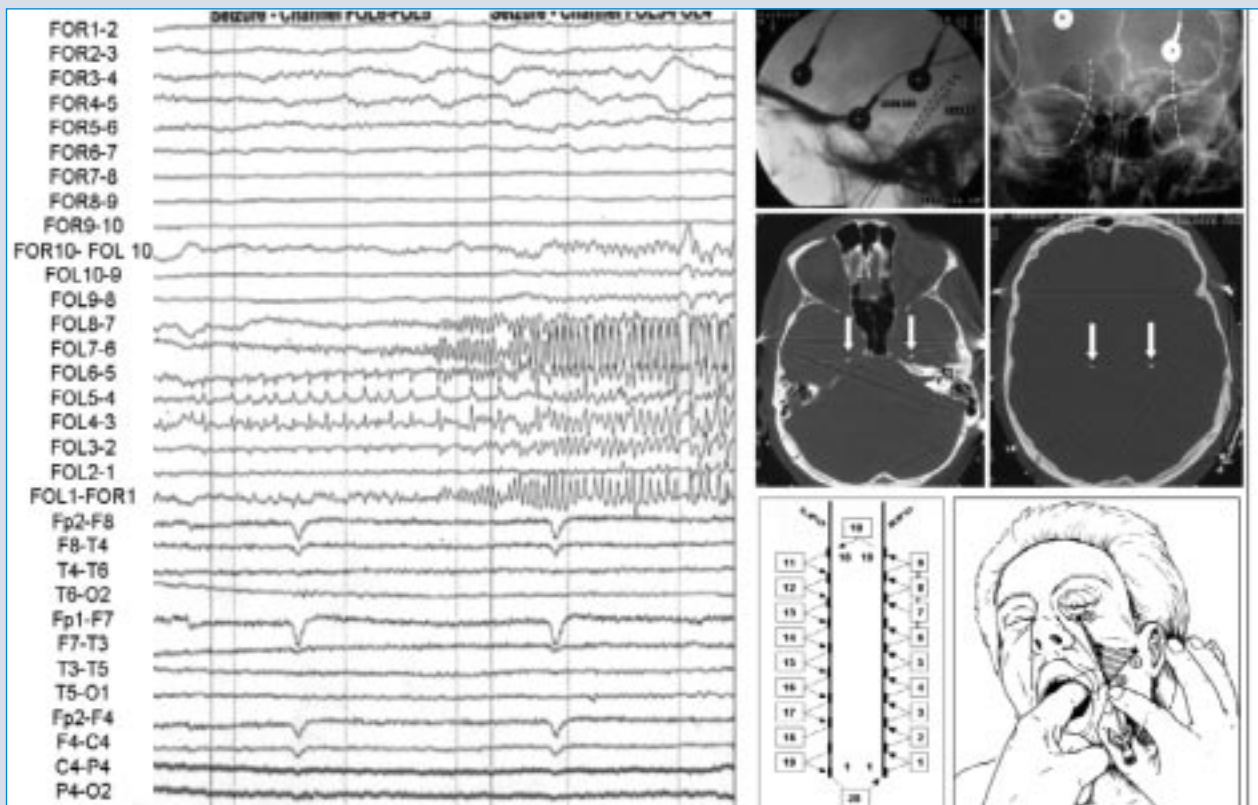 FOR1-2
FOR2-3
FOR3-4
FOR4-5
FOR5-6
FOR6-7
FOR7-8
FOR8-9
FOR9-10
FOR10- FOL 10
FOL10-9
FOL9-8
FOL8-7
FOL7-6
FOL6-5
FOL5-4
FOL4-3
FOL3-2
FOL2-1
FOL1-FOR1
Fp2-F8
F8-T4
T4-T6
T6-O2
Fp1-F7
F7-T3
T3-T5
T5-O1
Fp2-F4
F4-C4
C4-P4
P4-O2
Seizure - Channel
Seizure - Channel
10
11
12
13
14
15
16
17
18
19
10 10
9
8
7
6
5
4
3
2
1
1 1
20